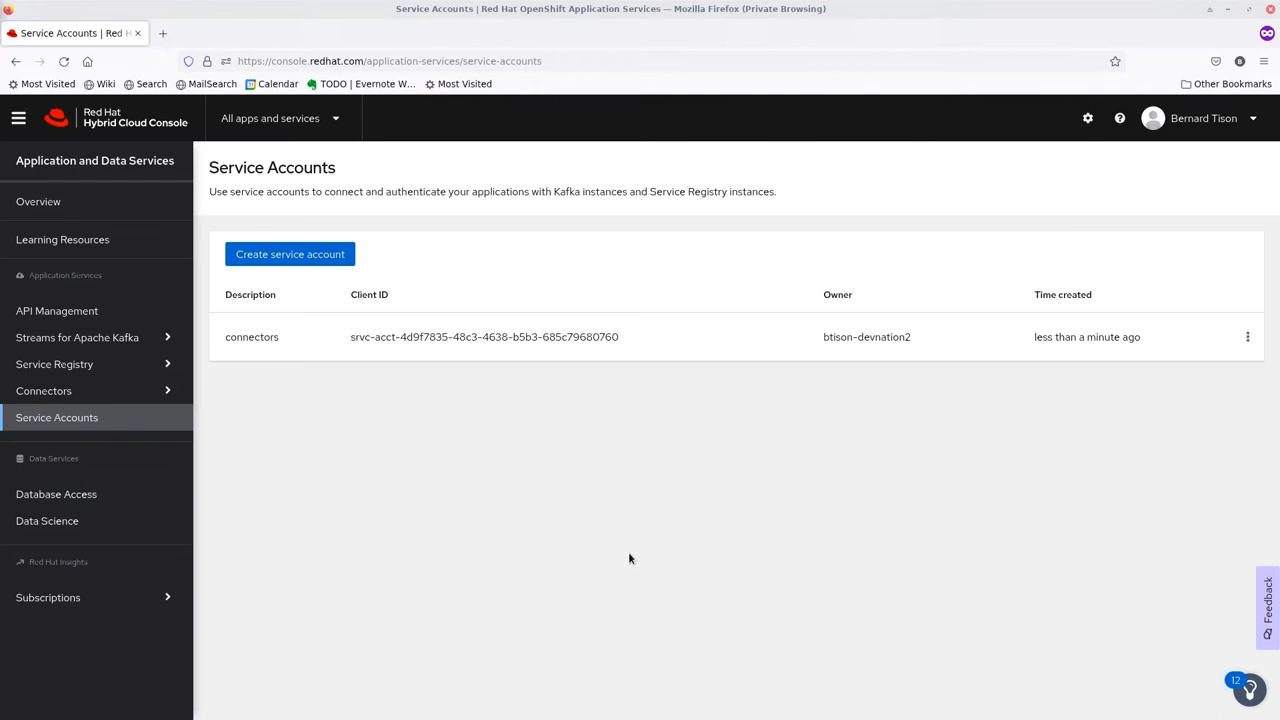 Service Accounts | Red Hat OpenShift Application Services — Mozilla Firefox (Private Browsing)
Service Accounts | Red H
https://console.redhat.com/application-services/service-accounts
Most Visited Wiki Search MailSearch Calendar TODO | Evernote W... Most Visited Other Bookmarks
Red Hat
Hybrid Cloud Console
All apps and services
Bernard Tison
Application and Data Services
Overview
Learning Resources
Application Services
API Management
Streams for Apache Kafka
Service Registry
Connectors
Service Accounts
Data Services
Database Access
Data Science
Red Hat Insights
Subscriptions
Service Accounts
Use service accounts to connect and authenticate your applications with Kafka instances and Service Registry instances.
Create service account
Description Client ID Owner Time created
connectors srvc-acct-4d9f7835-48c3-4638-b5b3-685c79680760 btison-devnation2 less than a minute ago
Feedback
12